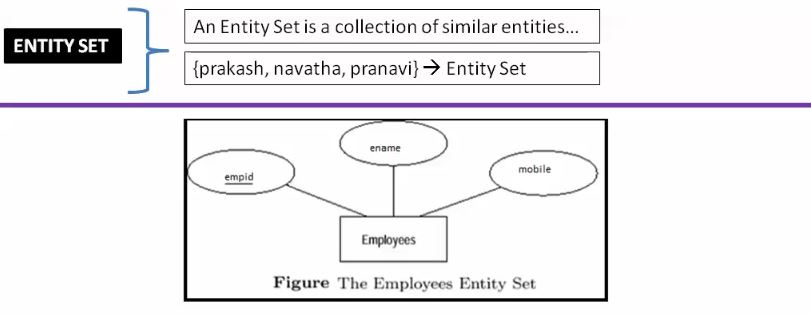 ENTITY SET
An Entity Set is a collection of similar entities...
{prakash, navatha, pranavi} → Entity Set
ename
empid
mobile
Employees
Figure The Employees Entity Set